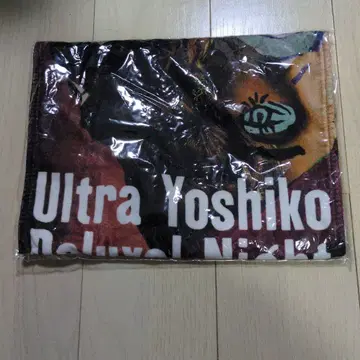 Ultra Yoshiko
Deluxe! Night